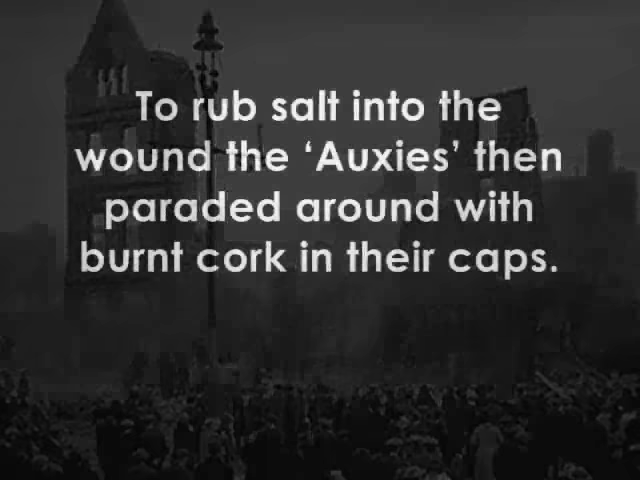 To rub salt into the
wound the ‘Auxies’ then
paraded around with
burnt cork in their caps.